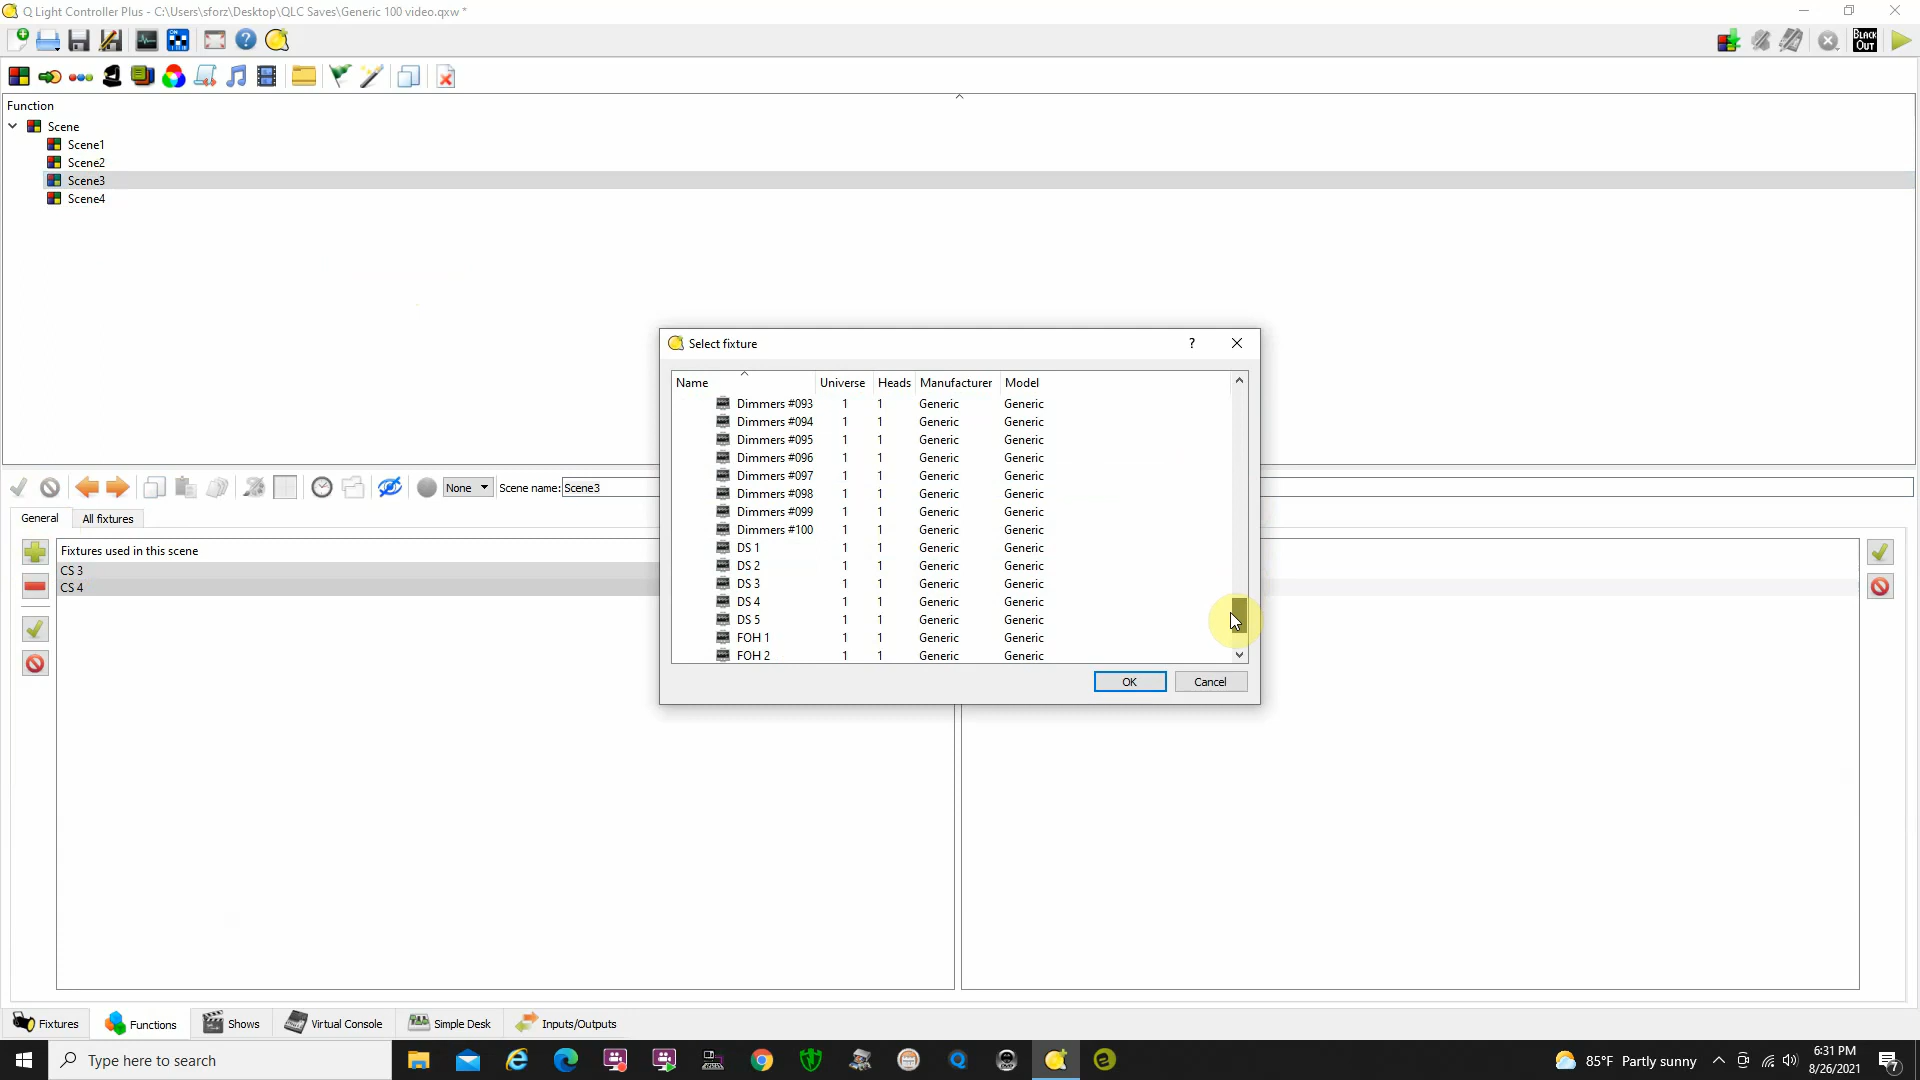 Q Light Controller Plus - C:\Users\sforz\Desktop\QLC Saves\Generic 100 video.qxw *
BLACK
OUT
Function
Scene
Scene1
Scene2
Scene3
Scene4
Select fixture
Name Universe Heads Manufacturer Model
Dimmers #093 1 1 Generic Generic
Dimmers #094 1 1 Generic Generic
Dimmers #095 1 1 Generic Generic
Dimmers #096 1 1 Generic Generic
Dimmers #097 1 1 Generic Generic
Dimmers #098 1 1 Generic Generic
Dimmers #099 1 1 Generic Generic
Dimmers #100 1 1 Generic Generic
DS 1 1 1 Generic Generic
DS 2 1 1 Generic Generic
DS 3 1 1 Generic Generic
DS 4 1 1 Generic Generic
DS 5 1 1 Generic Generic
FOH 1 1 1 Generic Generic
FOH 2 1 1 Generic Generic
OK Cancel
None Scene name: Scene3
General All fixtures
Fixtures used in this scene
CS 3
CS 4
Fixtures Functions Shows Virtual Console Simple Desk Inputs/Outputs
Type here to search
85°F Partly sunny
6:31 PM
8/26/2021
7